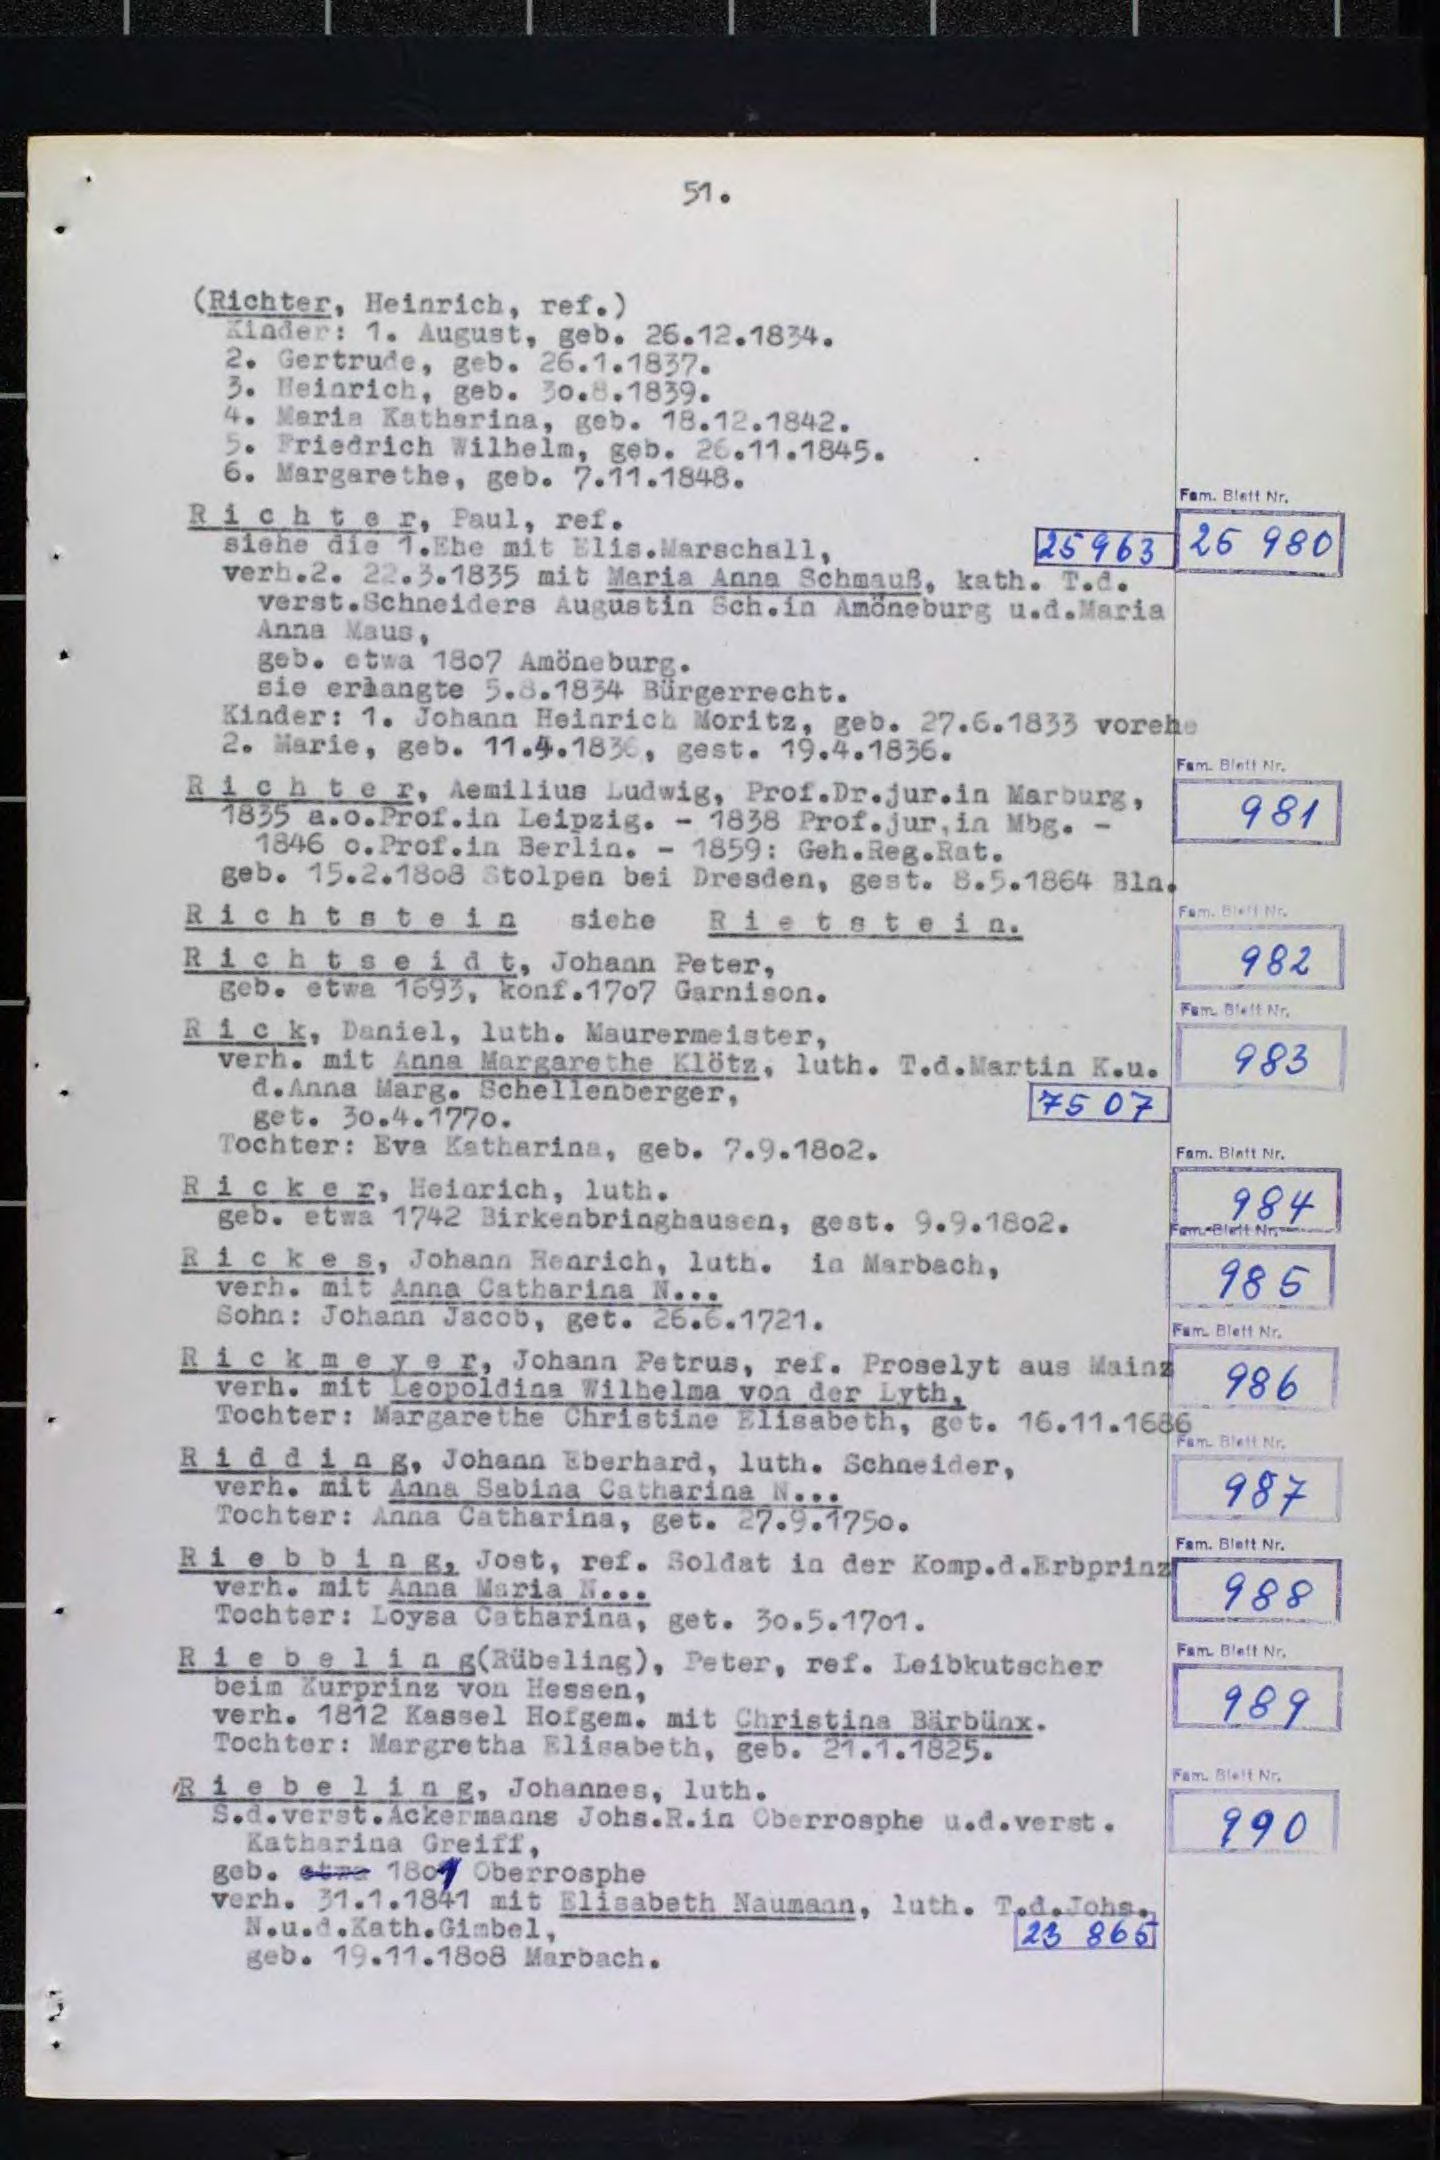 51.
(Richter, Heinrich, ref.)
Kinder: 1. August, geb. 26.12.1834.
2. Gertrude, geb. 26.1.1837.
3. Heinrich, geb. 30.8.1839.
4. Maria Katharina, geb. 18.12.1842.
5. Friedrich Wilhelm, geb. 26.11.1845.
6. Margarethe, geb. 7.11.1848.
Fam. Blatt Nr.
R i c h t e r, Paul, ref.
siehe die 1.Ehe mit Elis.Marschall, 25963 25 980
verh.2. 22.3.1835 mit Maria Anna Schmauß, kath. T.d.
verst.Schneiders Augustin Sch.in Amöneburg u.d.Maria
Anna Maus,
geb. etwa 1807 Amöneburg.
sie erlangte 5.8.1834 Bürgerrecht.
Kinder: 1. Johann Heinrich Moritz, geb. 27.6.1833 vorehe
2. Marie, geb. 11.4.1836, gest. 19.4.1836.
Fam. Blatt Nr.
R i c h t e r, Aemilius Ludwig, Prof.Dr.jur.in Marburg,
1835 a.o.Prof.in Leipzig. - 1838 Prof.jur.in Mbg. - 981
1846 o.Prof.in Berlin. - 1859: Geh.Reg.Rat.
geb. 15.2.1808 Stolpen bei Dresden, gest. 8.5.1864 Bln.
R i c h t s t e i n siehe R i e t s t e i n.
Fam. Blatt Nr.
R i c h t s e i d t, Johann Peter, 982
geb. etwa 1693, konf.1707 Garnison.
Fam. Blatt Nr.
R i c k, Daniel, luth. Maurermeister,
verh. mit Anna Margarethe Klötz, luth. T.d.Martin K.u. 983
d.Anna Marg. Schellenberger, 7507
get. 30.4.1770.
Tochter: Eva Katharina, geb. 7.9.1802.
Fam. Blatt Nr.
R i c k e r, Heinrich, luth. 984
geb. etwa 1742 Birkenbringhausen, gest. 9.9.1802.
Fam. Blatt Nr.
R i c k e s, Johann Henrich, luth. in Marbach, 985
verh. mit Anna Catharina N...
Sohn: Johann Jacob, get. 26.6.1721.
Fam. Blatt Nr.
R i c k m e y e r, Johann Petrus, ref. Proselyt aus Mainz
verh. mit Leopoldina Wilhelma von der Lyth, 986
Tochter: Margarethe Christine Elisabeth, get. 16.11.1686
Fam. Blatt Nr.
R i d d i n g, Johann Eberhard, luth. Schneider,
verh. mit Anna Sabina Catharina N... 987
Tochter: Anna Catharina, get. 27.9.1750.
Fam. Blatt Nr.
R i e b b i n g, Jost, ref. Soldat in der Komp.d.Erbprinz
verh. mit Anna Maria N... 988
Tochter: Loysa Catharina, get. 30.5.1701.
Fam. Blatt Nr.
R i e b e l i n g(Rübeling), Peter, ref. Leibkutscher
beim Kurprinz von Hessen, 989
verh. 1812 Kassel Hofgem. mit Christina Bärbünx.
Tochter: Margretha Elisabeth, geb. 21.1.1825.
Fam. Blatt Nr.
R i e b e l i n g, Johannes, luth.
S.d.verst.Ackermanns Johs.R.in Oberrosphe u.d.verst. 990
Katharina Greiff,
geb. etwa 1801 Oberrosphe
verh. 31.1.1841 mit Elisabeth Naumann, luth. T.d.Johs.
N.u.d.Kath.Gimbel, 23 865
geb. 19.11.1808 Marbach.